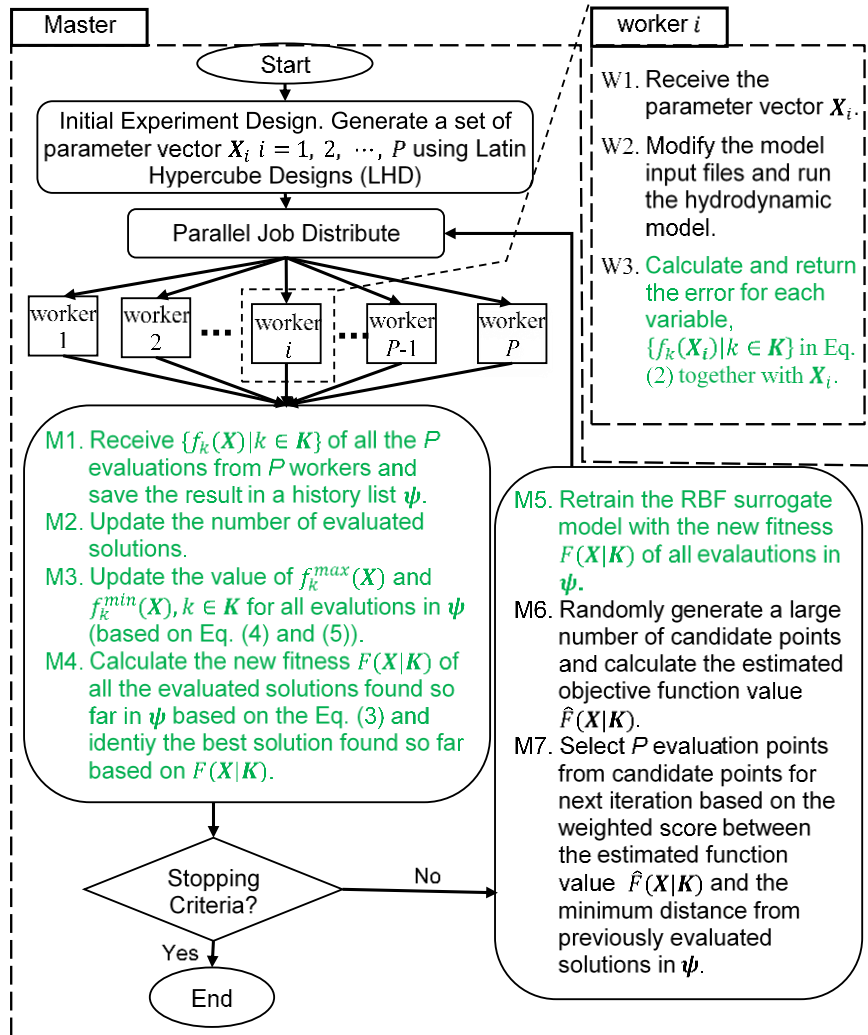 Master
Start
Initial Experiment Design. Generate a set of
parameter vector X_i i = 1, 2, ⋯, P using Latin
Hypercube Designs (LHD)
Parallel Job Distribute
worker
1
worker
2
worker
i
worker
P-1
worker
P
M1. Receive {f_k(X)|k ∈ K} of all the P
evaluations from P workers and
save the result in a history list ψ.
M2. Update the number of evaluated
solutions.
M3. Update the value of f_k^max(X) and
f_k^min(X), k ∈ K for all evalutions in ψ
(based on Eq. (4) and (5)).
M4. Calculate the new fitness F(X|K) of
all the evaluated solutions found so
far in ψ based on the Eq. (3) and
identiy the best solution found so far
based on F(X|K).
Stopping
Criteria?
No
Yes
End
worker i
W1. Receive the
parameter vector X_i.
W2. Modify the model
input files and run
the hydrodynamic
model.
W3. Calculate and return
the error for each
variable,
{f_k(X_i)|k ∈ K} in Eq.
(2) together with X_i.
M5. Retrain the RBF surrogate
model with the new fitness
F(X|K) of all evalautions in
ψ.
M6. Randomly generate a large
number of candidate points
and calculate the estimated
objective function value
F̂(X|K).
M7. Select P evaluation points
from candidate points for
next iteration based on the
weighted score between
the estimated function
value F̂(X|K) and the
minimum distance from
previously evaluated
solutions in ψ.